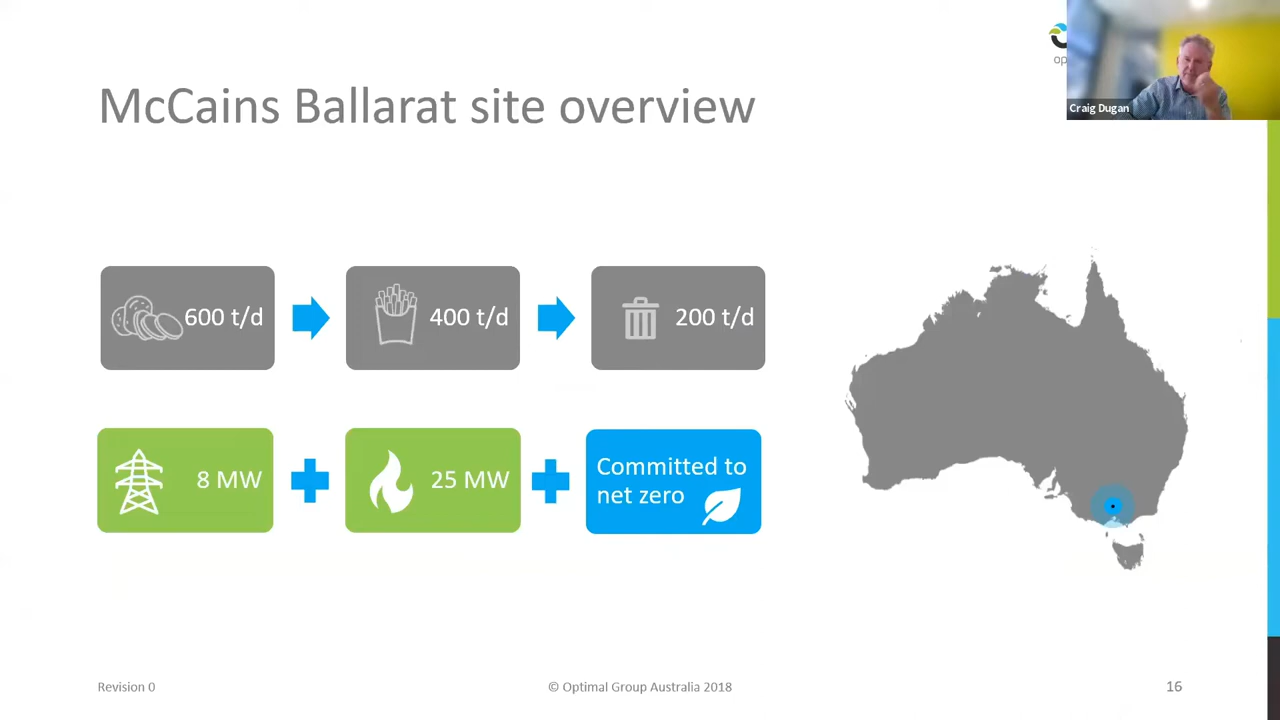 McCains Ballarat site overview
op
Craig Dugan
600 t/d
400 t/d
200 t/d
8 MW
25 MW
Committed to
net zero
Revision 0
© Optimal Group Australia 2018
16